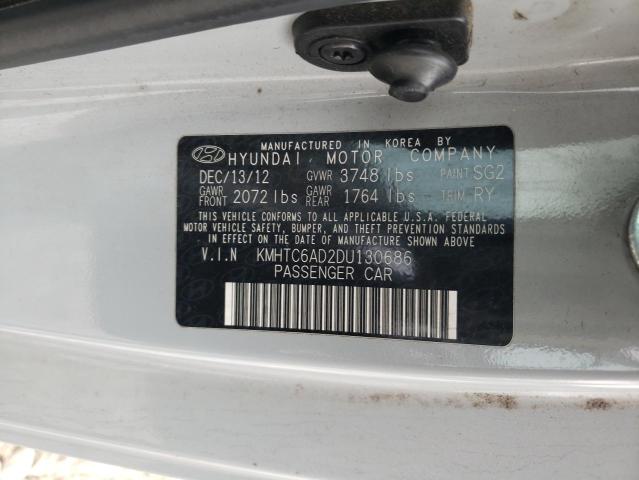 MANUFACTURED IN KOREA BY
HYUNDAI MOTOR COMPANY
DEC/13/12 GVWR 3748 lbs PAINT SG2
GAWR FRONT 2072 lbs GAWR REAR 1764 lbs TRIM RY
THIS VEHICLE CONFORMS TO ALL APPLICABLE U.S.A. FEDERAL
MOTOR VEHICLE SAFETY, BUMPER, AND THEFT PREVENTION STANDARDS
IN EFFECT ON THE DATE OF MANUFACTURE SHOWN ABOVE.
V.I.N KMHTC6AD2DU130686
PASSENGER CAR